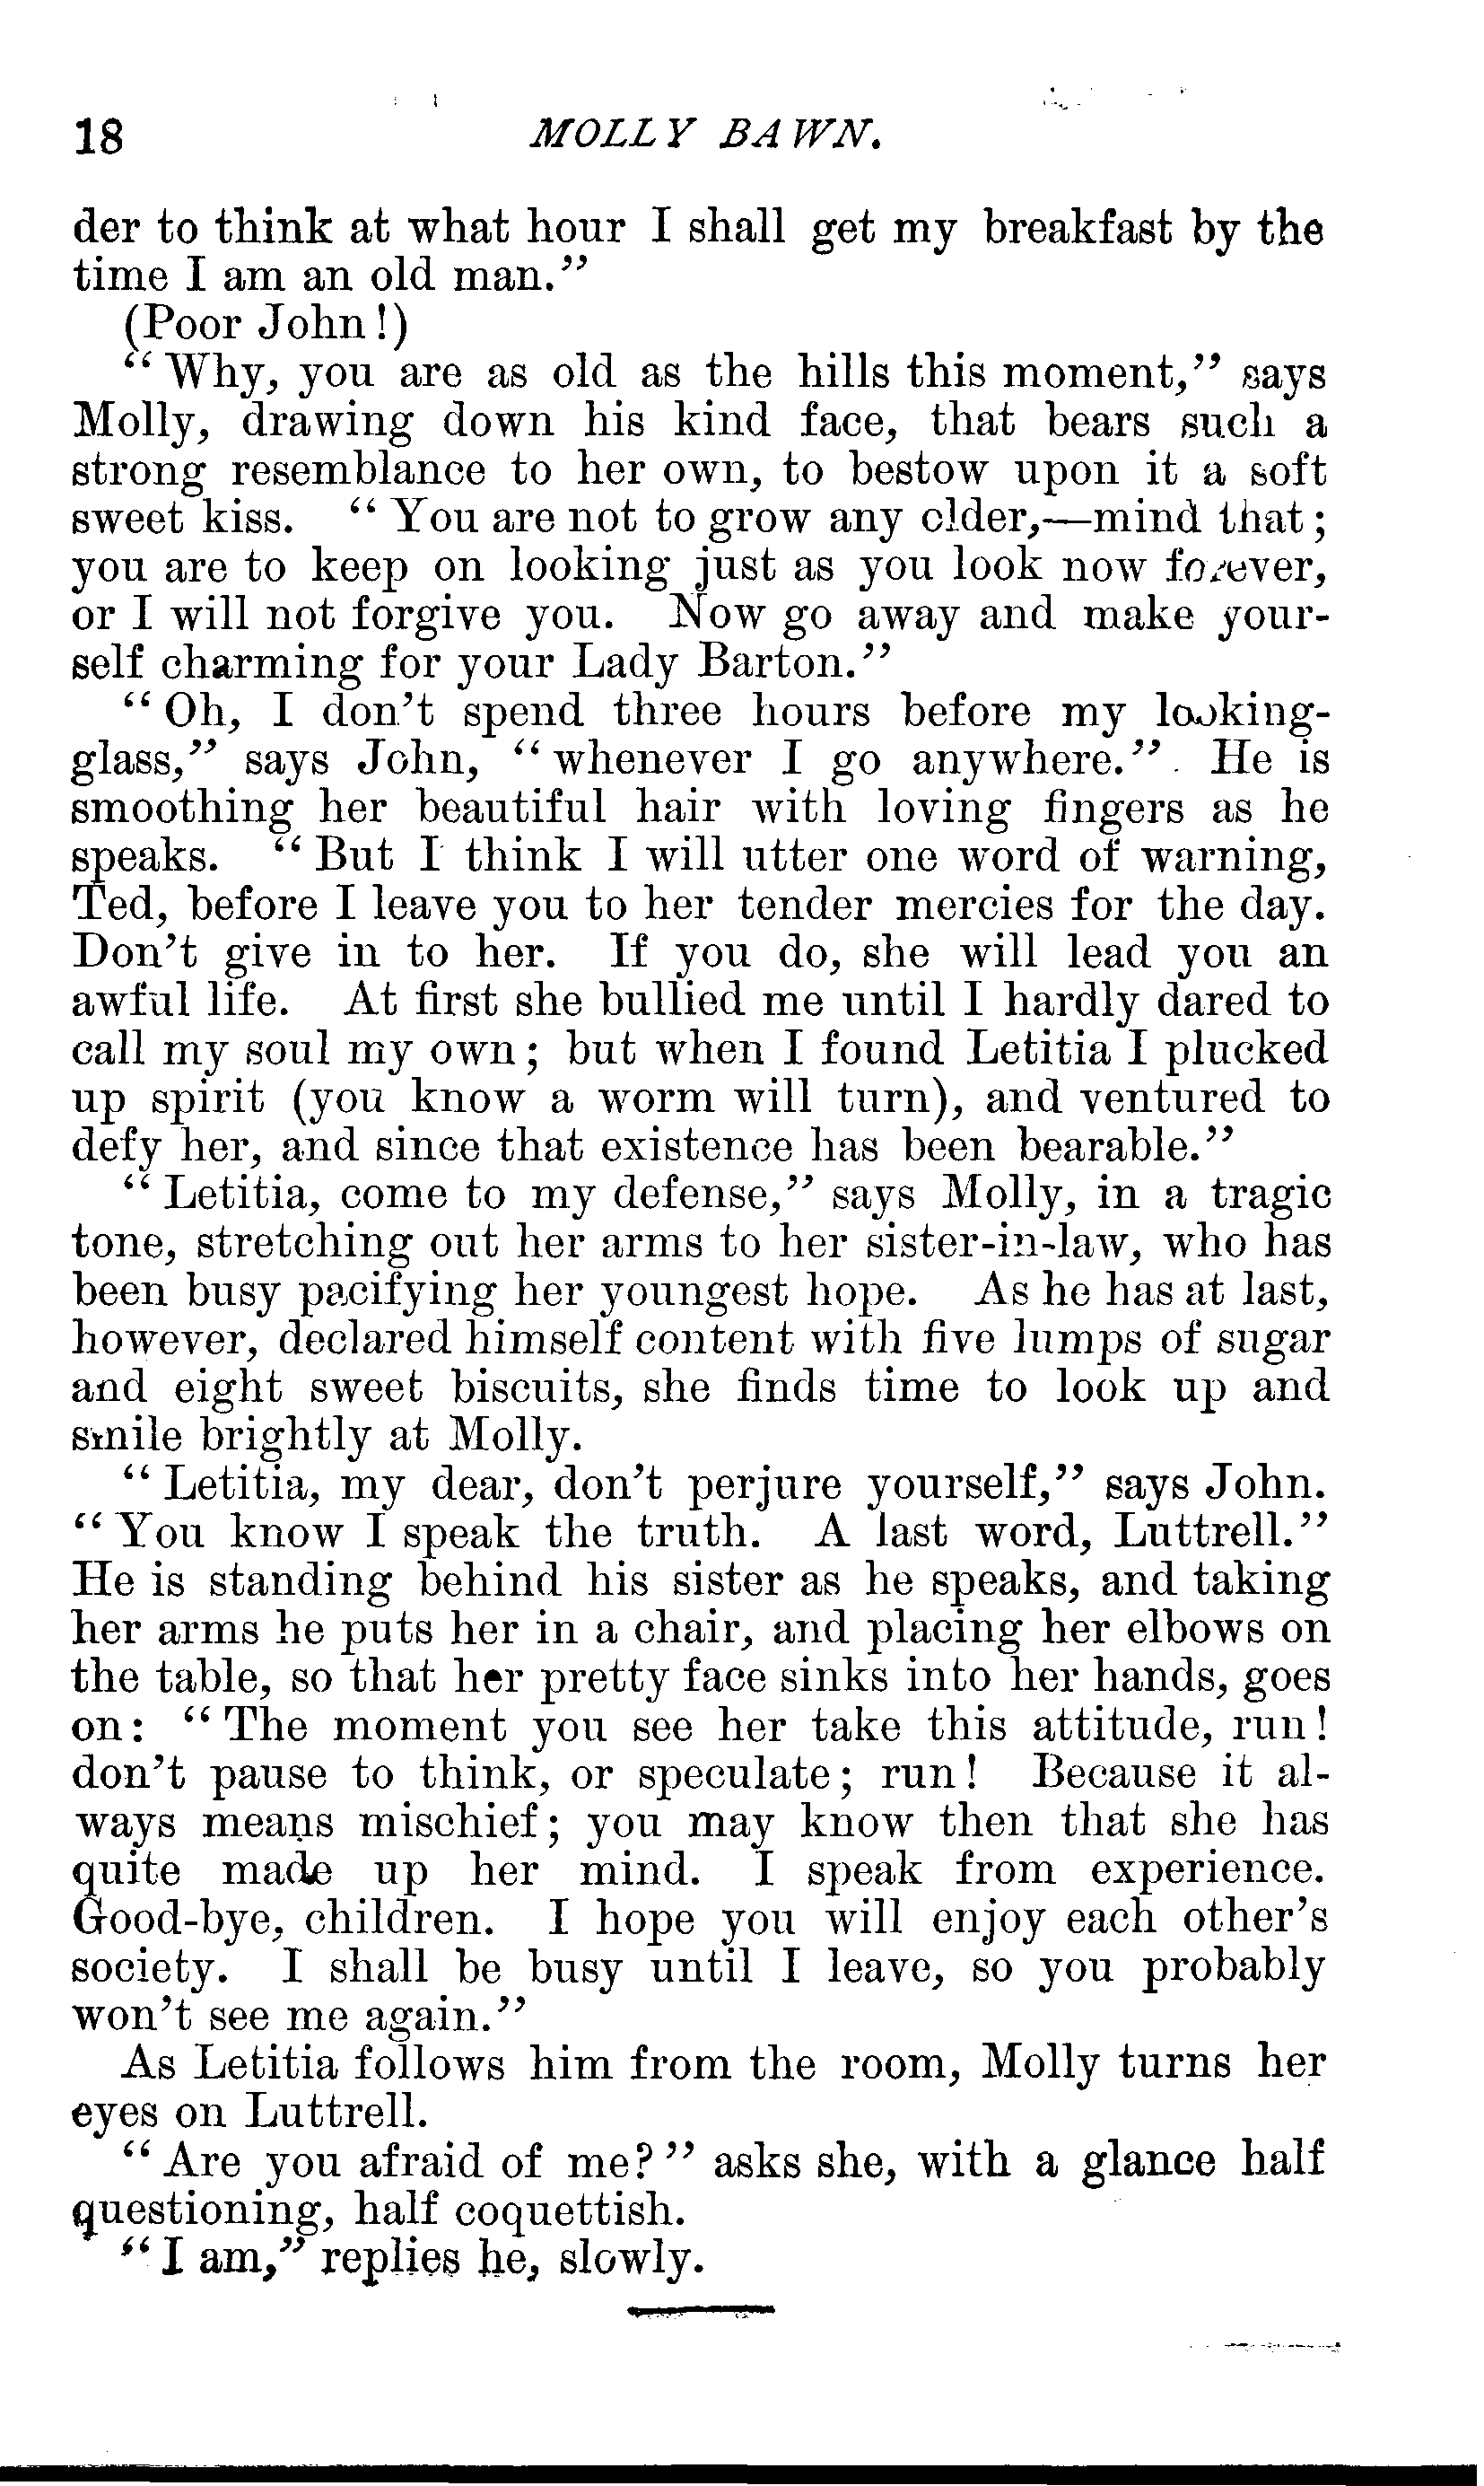 18 MOLLY BAWN.
der to think at what hour I shall get my breakfast by the
time I am an old man."
(Poor John!)
"Why, you are as old as the hills this moment," says
Molly, drawing down his kind face, that bears such a
strong resemblance to her own, to bestow upon it a soft
sweet kiss. "You are not to grow any older,—mind that;
you are to keep on looking just as you look now forever,
or I will not forgive you. Now go away and make your-
self charming for your Lady Barton."
"Oh, I don't spend three hours before my looking-
glass," says John, "whenever I go anywhere." He is
smoothing her beautiful hair with loving fingers as he
speaks. "But I think I will utter one word of warning,
Ted, before I leave you to her tender mercies for the day.
Don't give in to her. If you do, she will lead you an
awful life. At first she bullied me until I hardly dared to
call my soul my own; but when I found Letitia I plucked
up spirit (you know a worm will turn), and ventured to
defy her, and since that existence has been bearable."
"Letitia, come to my defense," says Molly, in a tragic
tone, stretching out her arms to her sister-in-law, who has
been busy pacifying her youngest hope. As he has at last,
however, declared himself content with five lumps of sugar
and eight sweet biscuits, she finds time to look up and
smile brightly at Molly.
"Letitia, my dear, don't perjure yourself," says John.
"You know I speak the truth. A last word, Luttrell."
He is standing behind his sister as he speaks, and taking
her arms he puts her in a chair, and placing her elbows on
the table, so that her pretty face sinks into her hands, goes
on: "The moment you see her take this attitude, run!
don't pause to think, or speculate; run! Because it al-
ways means mischief; you may know then that she has
quite made up her mind. I speak from experience.
Good-bye, children. I hope you will enjoy each other's
society. I shall be busy until I leave, so you probably
won't see me again."
As Letitia follows him from the room, Molly turns her
eyes on Luttrell.
"Are you afraid of me?" asks she, with a glance half
questioning, half coquettish.
"I am," replies he, slowly.